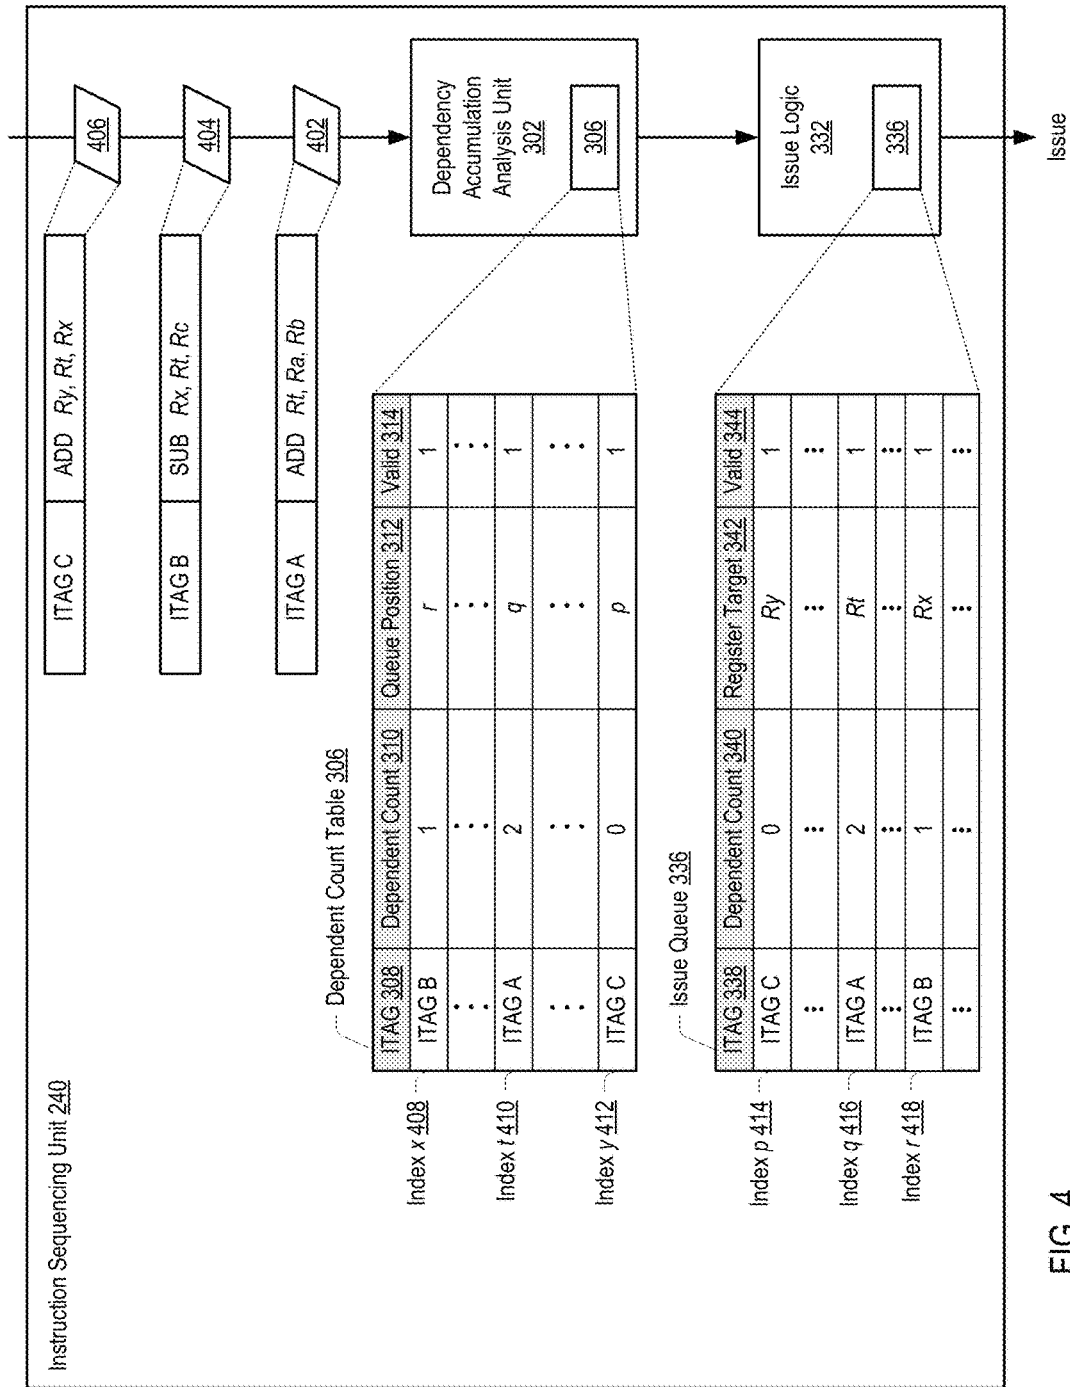 Instruction Sequencing Unit 240
ITAG C ADD Ry, Rt, Rx
406
ITAG B SUB Rx, Rt, Rc
404
ITAG A ADD Rt, Ra, Rb
402
Dependent Count Table 306
ITAG 308 Dependent Count 310 Queue Position 312 Valid 314
Index x 408 ITAG B 1 r 1
Index t 410 ITAG A 2 q 1
Index y 412 ITAG C 0 p 1
Dependency
Accumulation
Analysis Unit
302
306
Issue Queue 336
ITAG 338 Dependent Count 340 Register Target 342 Valid 344
Index p 414 ITAG C 0 Ry 1
Index q 416 ITAG A 2 Rt 1
Index r 418 ITAG B 1 Rx 1
Issue Logic
332
336
Issue
FIG. 4